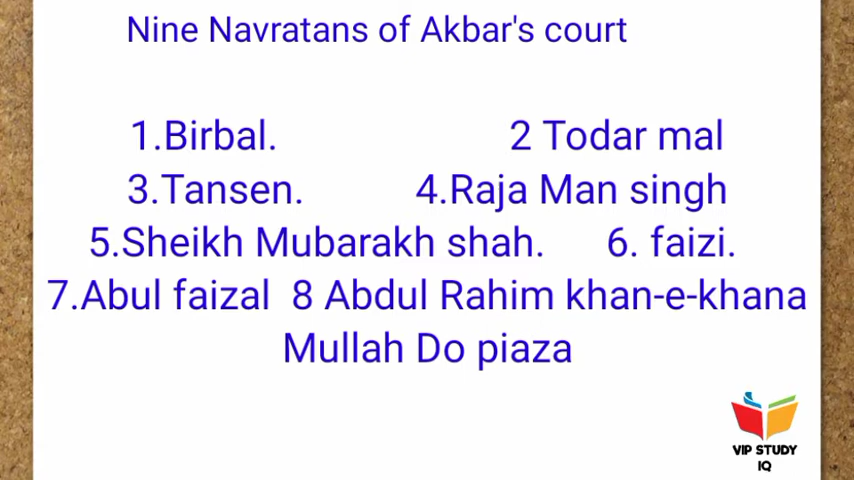 Nine Navratans of Akbar's court
1.Birbal. 2 Todar mal
3.Tansen. 4.Raja Man singh
5.Sheikh Mubarakh shah. 6. faizi.
7.Abul faizal 8 Abdul Rahim khan-e-khana
Mullah Do piaza
VIP STUDY
IQ